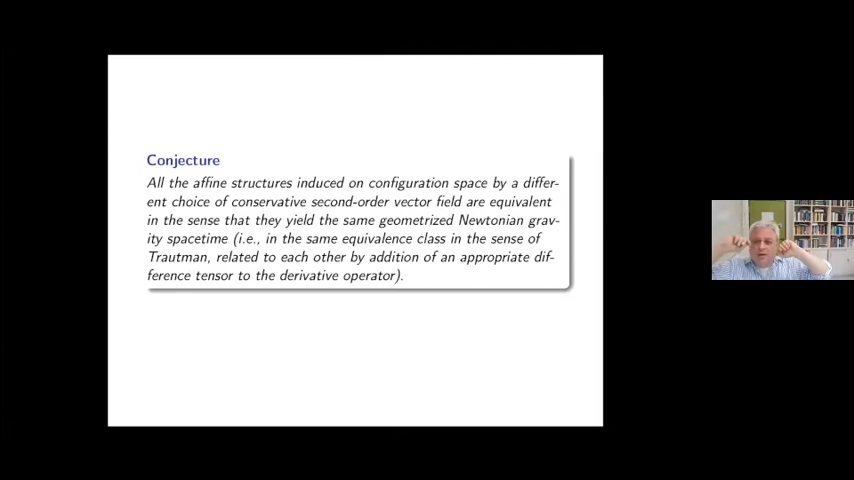 Conjecture
All the affine structures induced on configuration space by a differ-
ent choice of conservative second-order vector field are equivalent
in the sense that they yield the same geometrized Newtonian grav-
ity spacetime (i.e., in the same equivalence class in the sense of
Trautman, related to each other by addition of an appropriate dif-
ference tensor to the derivative operator).